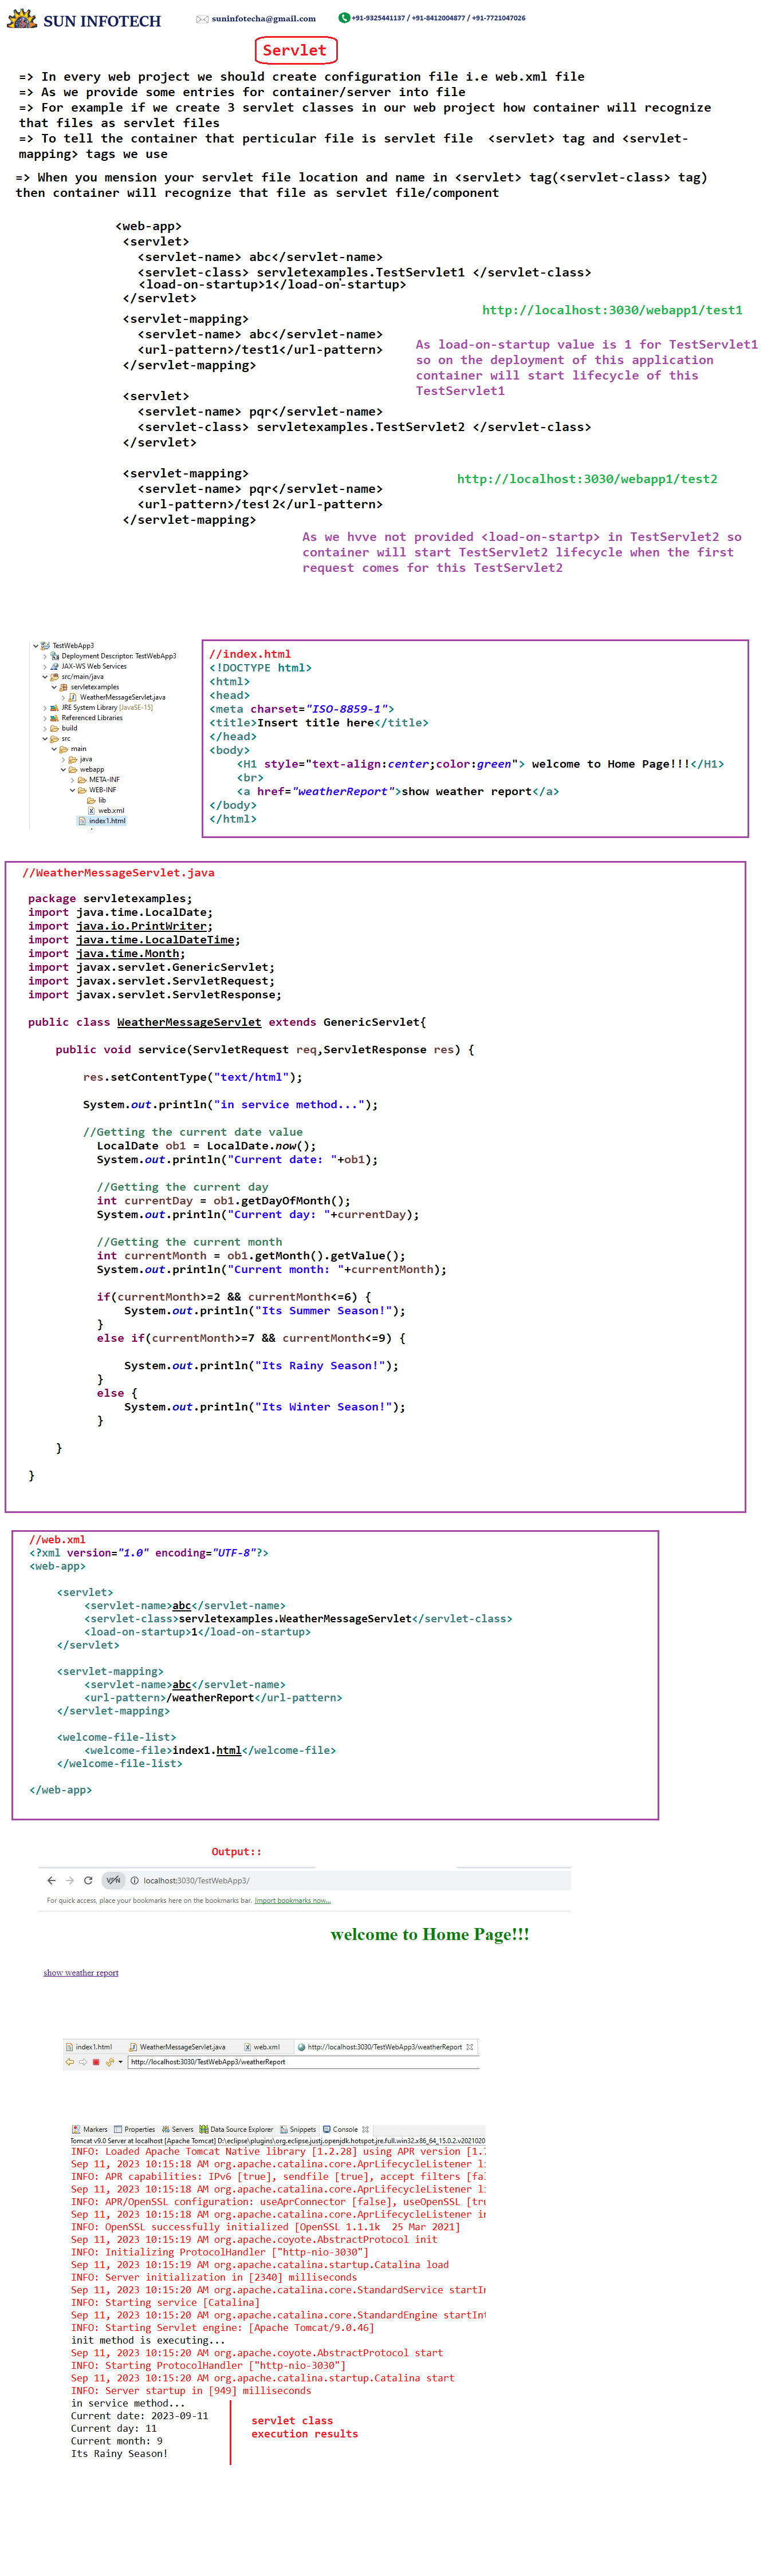 SUN INFOTECH
suninfotecha@gmail.com
+91-9325441137 / +91-8412004877 / +91-7721047026
Servlet
=> In every web project we should create configuration file i.e web.xml file
=> As we provide some entries for container/server into file
=> For example if we create 3 servlet classes in our web project how container will recognize
that files as servlet files
=> To tell the container that perticular file is servlet file <servlet> tag and <servlet-
mapping> tags we use
=> When you mension your servlet file location and name in <servlet> tag(<servlet-class> tag)
then container will recognize that file as servlet file/component
<web-app>
<servlet>
<servlet-name> abc</servlet-name>
<servlet-class> servletexamples.TestServlet1 </servlet-class>
<load-on-startup>1</load-on-startup>
</servlet>
http://localhost:3030/webapp1/test1
<servlet-mapping>
<servlet-name> abc</servlet-name>
<url-pattern>/test1</url-pattern>
</servlet-mapping>
As load-on-startup value is 1 for TestServlet1
so on the deployment of this application
container will start lifecycle of this
TestServlet1
<servlet>
<servlet-name> pqr</servlet-name>
<servlet-class> servletexamples.TestServlet2 </servlet-class>
</servlet>
<servlet-mapping>
<servlet-name> pqr</servlet-name>
<url-pattern>/test2</url-pattern>
</servlet-mapping>
http://localhost:3030/webapp1/test2
As we hvve not provided <load-on-startp> in TestServlet2 so
container will start TestServlet2 lifecycle when the first
request comes for this TestServlet2
TestWebApp3
Deployment Descriptor: TestWebApp3
JAX-WS Web Services
src/main/java
servletexamples
WeatherMessageServlet.java
JRE System Library [JavaSE-15]
Referenced Libraries
build
src
main
java
webapp
META-INF
WEB-INF
lib
web.xml
index1.html
//index.html
<!DOCTYPE html>
<html>
<head>
<meta charset="ISO-8859-1">
<title>Insert title here</title>
</head>
<body>
<H1 style="text-align:center;color:green"> welcome to Home Page!!!</H1>
<br>
<a href="weatherReport">show weather report</a>
</body>
</html>
//WeatherMessageServlet.java
package servletexamples;
import java.time.LocalDate;
import java.io.PrintWriter;
import java.time.LocalDateTime;
import java.time.Month;
import javax.servlet.GenericServlet;
import javax.servlet.ServletRequest;
import javax.servlet.ServletResponse;
public class WeatherMessageServlet extends GenericServlet{
public void service(ServletRequest req,ServletResponse res) {
res.setContentType("text/html");
System.out.println("in service method...");
//Getting the current date value
LocalDate ob1 = LocalDate.now();
System.out.println("Current date: "+ob1);
//Getting the current day
int currentDay = ob1.getDayOfMonth();
System.out.println("Current day: "+currentDay);
//Getting the current month
int currentMonth = ob1.getMonth().getValue();
System.out.println("Current month: "+currentMonth);
if(currentMonth>=2 && currentMonth<=6) {
System.out.println("Its Summer Season!");
}
else if(currentMonth>=7 && currentMonth<=9) {
System.out.println("Its Rainy Season!");
}
else {
System.out.println("Its Winter Season!");
}
}
}
//web.xml
<?xml version="1.0" encoding="UTF-8"?>
<web-app>
<servlet>
<servlet-name>abc</servlet-name>
<servlet-class>servletexamples.WeatherMessageServlet</servlet-class>
<load-on-startup>1</load-on-startup>
</servlet>
<servlet-mapping>
<servlet-name>abc</servlet-name>
<url-pattern>/weatherReport</url-pattern>
</servlet-mapping>
<welcome-file-list>
<welcome-file>index1.html</welcome-file>
</welcome-file-list>
</web-app>
Output::
VPN localhost:3030/TestWebApp3/
For quick access, place your bookmarks here on the bookmarks bar. Import bookmarks now...
welcome to Home Page!!!
show weather report
index1.html WeatherMessageServlet.java web.xml http://localhost:3030/TestWebApp3/weatherReport
http://localhost:3030/TestWebApp3/weatherReport
Markers Properties Servers Data Source Explorer Snippets Console
Tomcat v9.0 Server at localhost [Apache Tomcat] D:\eclipse\plugins\org.eclipse.justj.openjdk.hotspot.jre.full.win32.x86_64_15.0.2.v2021020
INFO: Loaded Apache Tomcat Native library [1.2.28] using APR version [1.7
Sep 11, 2023 10:15:18 AM org.apache.catalina.core.AprLifecycleListener li
INFO: APR capabilities: IPv6 [true], sendfile [true], accept filters [fal
Sep 11, 2023 10:15:18 AM org.apache.catalina.core.AprLifecycleListener li
INFO: APR/OpenSSL configuration: useAprConnector [false], useOpenSSL [tru
Sep 11, 2023 10:15:18 AM org.apache.catalina.core.AprLifecycleListener in
INFO: OpenSSL successfully initialized [OpenSSL 1.1.1k 25 Mar 2021]
Sep 11, 2023 10:15:19 AM org.apache.coyote.AbstractProtocol init
INFO: Initializing ProtocolHandler ["http-nio-3030"]
Sep 11, 2023 10:15:19 AM org.apache.catalina.startup.Catalina load
INFO: Server initialization in [2340] milliseconds
Sep 11, 2023 10:15:20 AM org.apache.catalina.core.StandardService startIn
INFO: Starting service [Catalina]
Sep 11, 2023 10:15:20 AM org.apache.catalina.core.StandardEngine startInt
INFO: Starting Servlet engine: [Apache Tomcat/9.0.46]
init method is executing...
Sep 11, 2023 10:15:20 AM org.apache.coyote.AbstractProtocol start
INFO: Starting ProtocolHandler ["http-nio-3030"]
Sep 11, 2023 10:15:20 AM org.apache.catalina.startup.Catalina start
INFO: Server startup in [949] milliseconds
in service method...
Current date: 2023-09-11
Current day: 11
Current month: 9
Its Rainy Season!
servlet class
execution results